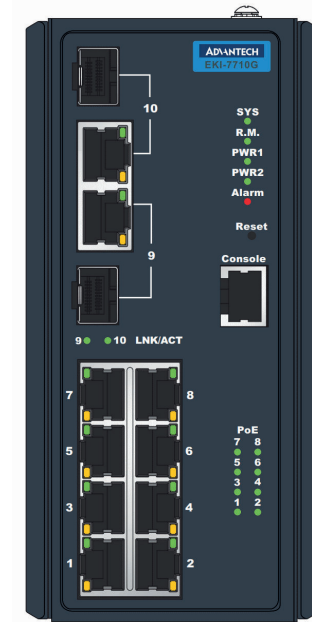 ADVANTECH
EKI-7710G
10
SYS
R.M.
PWR1
PWR2
Alarm
Reset
9
Console
9 10 LNK/ACT
7 8
5 6
3 4
1 2
PoE
7 8
5 6
3 4
1 2